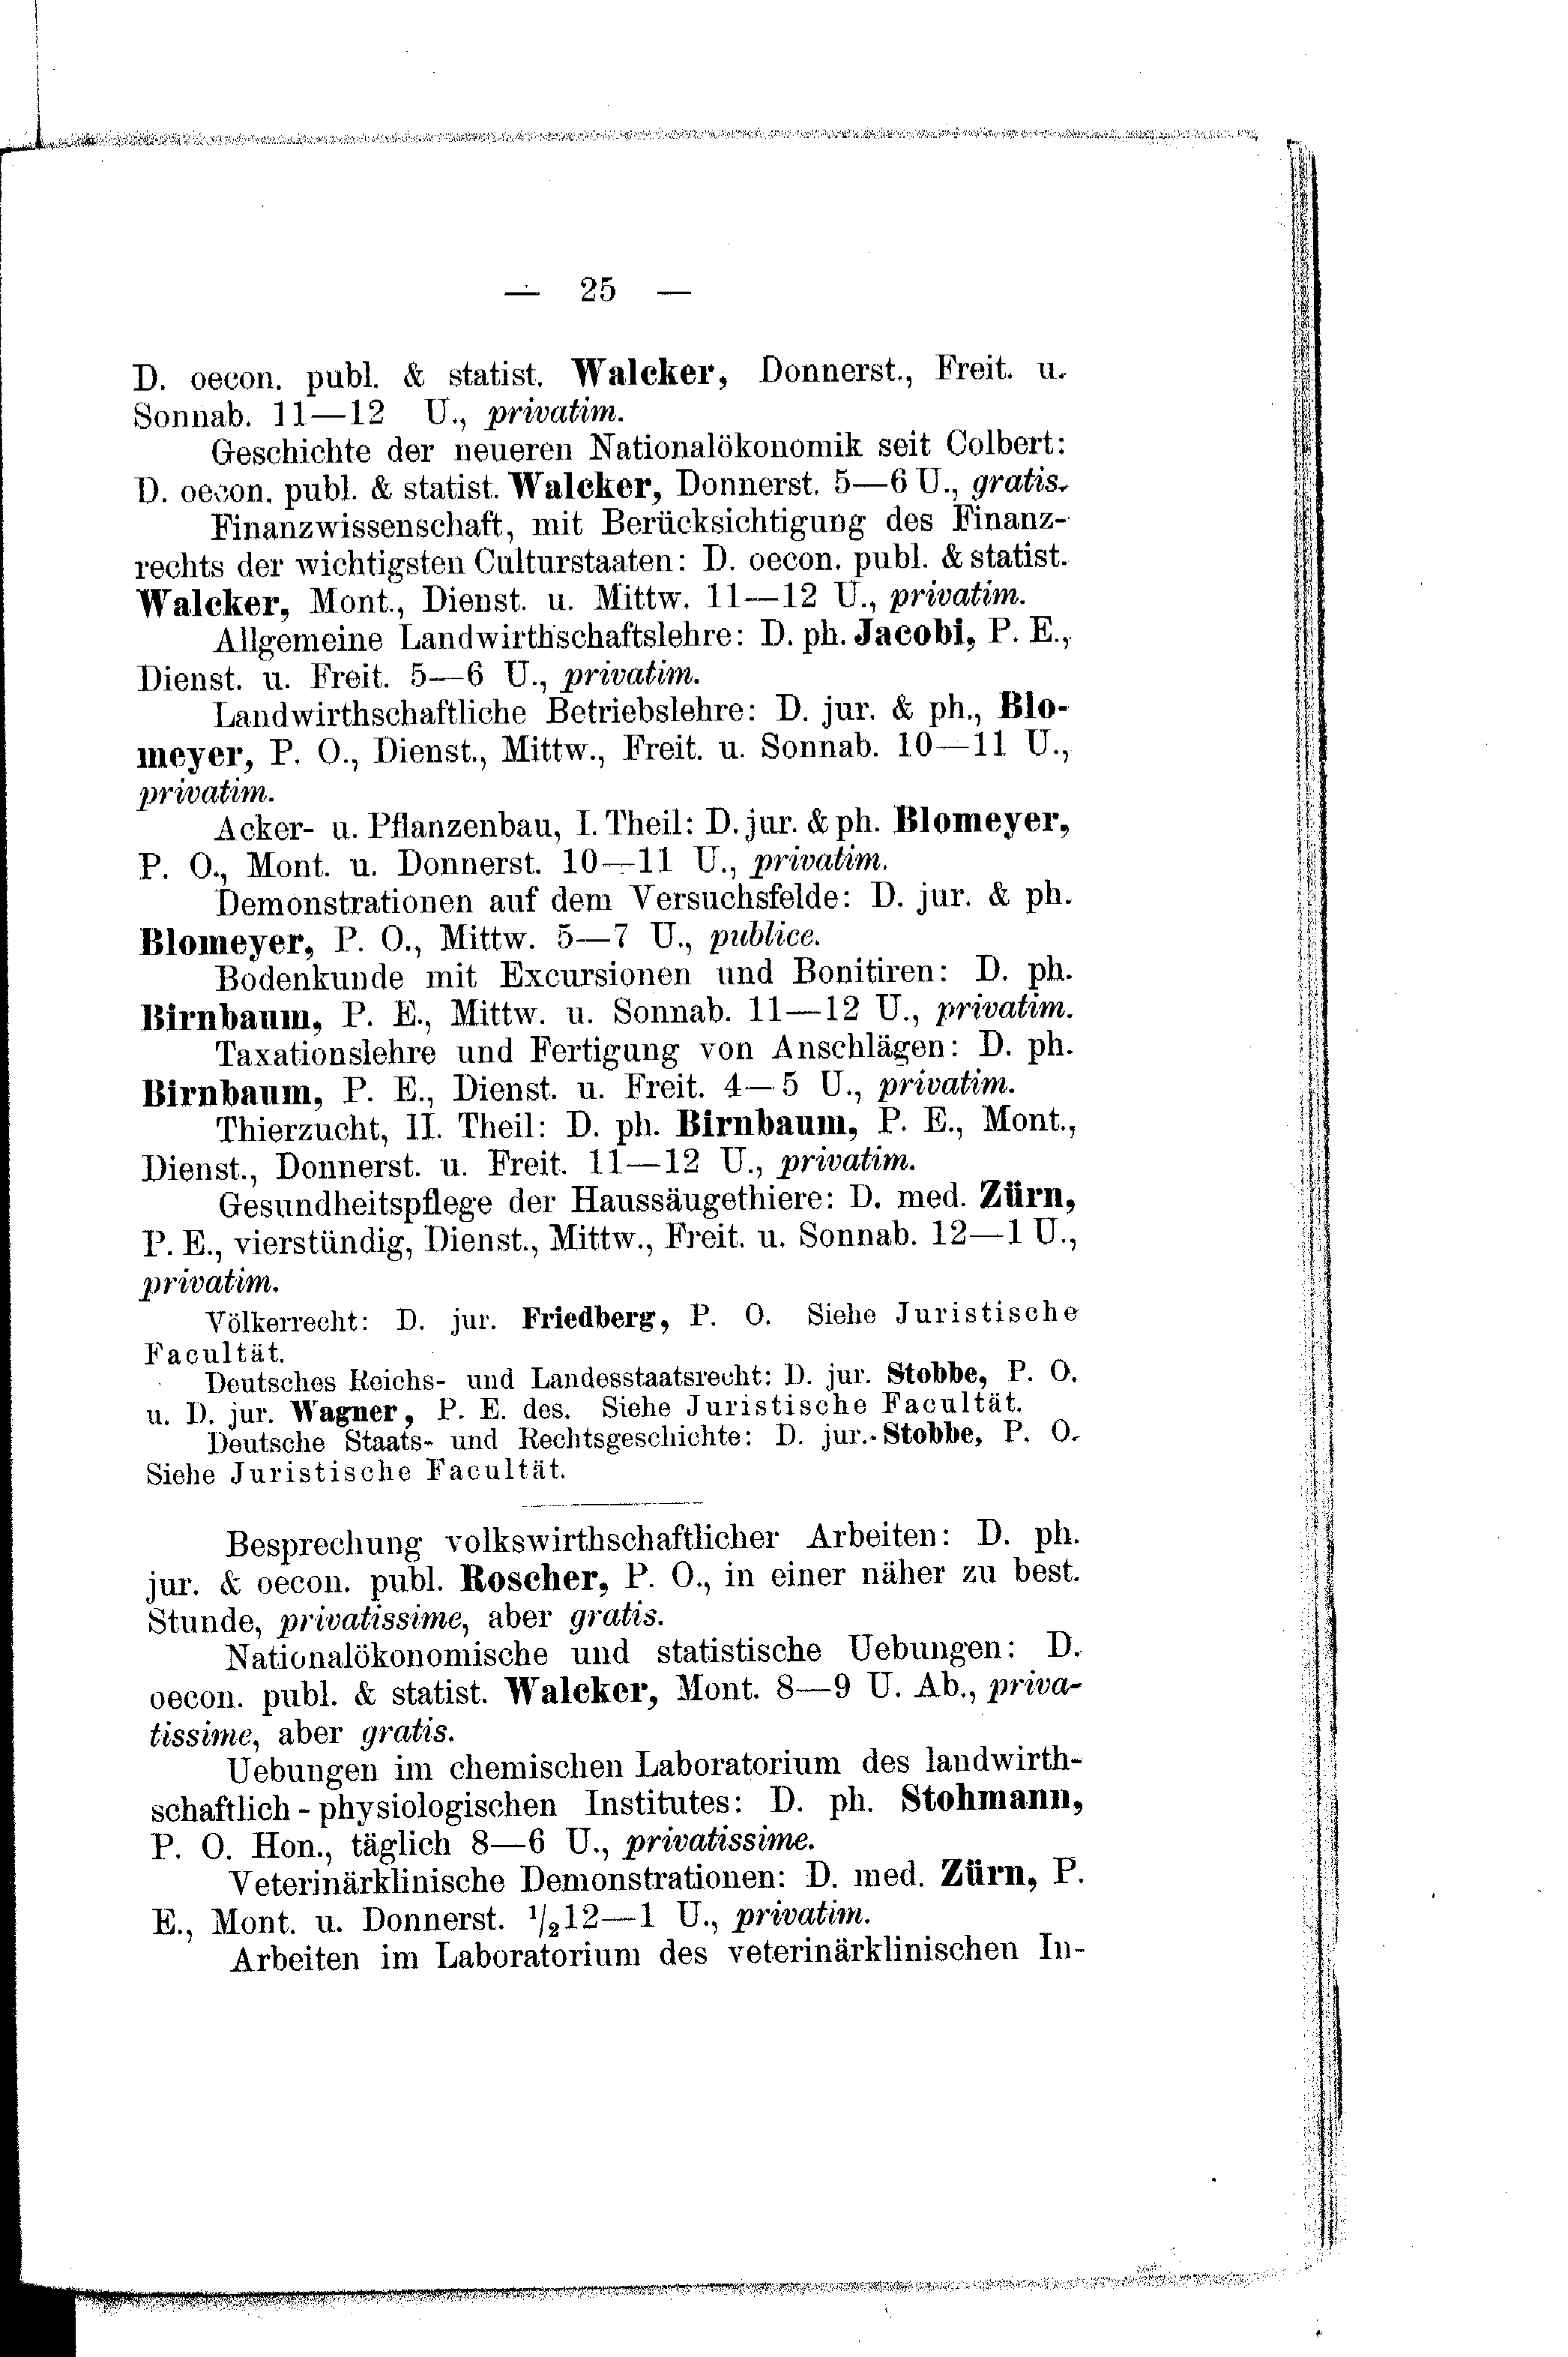 — 25 —
D. oecon. publ. & statist. Walcker, Donnerst., Freit. u.
Sonnab. 11—12 U., privatim.
Geschichte der neueren Nationalökonomik seit Colbert:
D. oecon. publ. & statist. Walcker, Donnerst. 5—6 U., gratis.
Finanzwissenschaft, mit Berücksichtigung des Finanz-
rechts der wichtigsten Culturstaaten: D. oecon. publ. & statist.
Walcker, Mont., Dienst. u. Mittw. 11—12 U., privatim.
Allgemeine Landwirthschaftslehre: D. ph. Jacobi, P. E.,
Dienst. u. Freit. 5—6 U., privatim.
Landwirthschaftliche Betriebslehre: D. jur. & ph., Blo-
meyer, P. O., Dienst., Mittw., Freit. u. Sonnab. 10—11 U.,
privatim.
Acker- u. Pflanzenbau, I. Theil: D. jur. & ph. Blomeyer,
P. O., Mont. u. Donnerst. 10—11 U., privatim.
Demonstrationen auf dem Versuchsfelde: D. jur. & ph.
Blomeyer, P. O., Mittw. 5—7 U., publice.
Bodenkunde mit Excursionen und Bonitiren: D. ph.
Birnbaum, P. E., Mittw. u. Sonnab. 11—12 U., privatim.
Taxationslehre und Fertigung von Anschlägen: D. ph.
Birnbaum, P. E., Dienst. u. Freit. 4—5 U., privatim.
Thierzucht, II. Theil: D. ph. Birnbaum, P. E., Mont.,
Dienst., Donnerst. u. Freit. 11—12 U., privatim.
Gesundheitspflege der Haussäugethiere: D. med. Zürn,
P. E., vierstündig, Dienst., Mittw., Freit. u. Sonnab. 12—1 U.,
privatim.
Völkerrecht: D. jur. Friedberg, P. O. Siehe Juristische
Facultät.
Deutsches Reichs- und Landesstaatsrecht: D. jur. Stobbe, P. O.
u. D. jur. Wagner, P. E. des. Siehe Juristische Facultät.
Deutsche Staats- und Rechtsgeschichte: D. jur. Stobbe, P. O.
Siehe Juristische Facultät.
Besprechung volkswirthschaftlicher Arbeiten: D. ph.
jur. & oecon. publ. Roscher, P. O., in einer näher zu best.
Stunde, privatissime, aber gratis.
Nationalökonomische und statistische Uebungen: D.
oecon. publ. & statist. Walcker, Mont. 8—9 U. Ab., priva-
tissime, aber gratis.
Uebungen im chemischen Laboratorium des landwirth-
schaftlich-physiologischen Institutes: D. ph. Stohmann,
P. O. Hon., täglich 8—6 U., privatissime.
Veterinärklinische Demonstrationen: D. med. Zürn, P.
E., Mont. u. Donnerst. 1/212—1 U., privatim.
Arbeiten im Laboratorium des veterinärklinischen In-